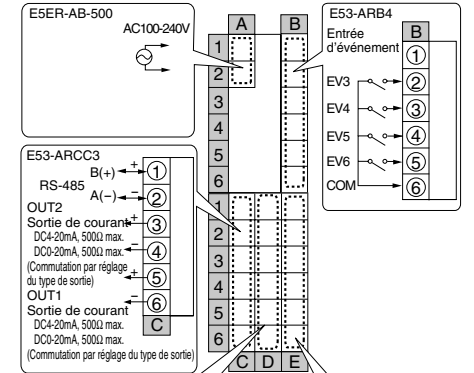 E5ER-AB-500
AC100-240V
A
B
1
2
3
4
5
6
1
2
3
4
5
6
C D E
E53-ARB4
Entrée
d'événement
B
1
EV3 2
EV4 3
EV5 4
EV6 5
COM 6
E53-ARCC3
B(+) + 1
RS-485
A(−) − 2
OUT2
Sortie de courant + 3
DC4-20mA, 500Ω max.
DC0-20mA, 500Ω max. − 4
(Commutation par réglage
du type de sortie) + 5
OUT1 − 6
Sortie de courant
DC4-20mA, 500Ω max. C
DC0-20mA, 500Ω max.
(Commutation par réglage du type de sortie)